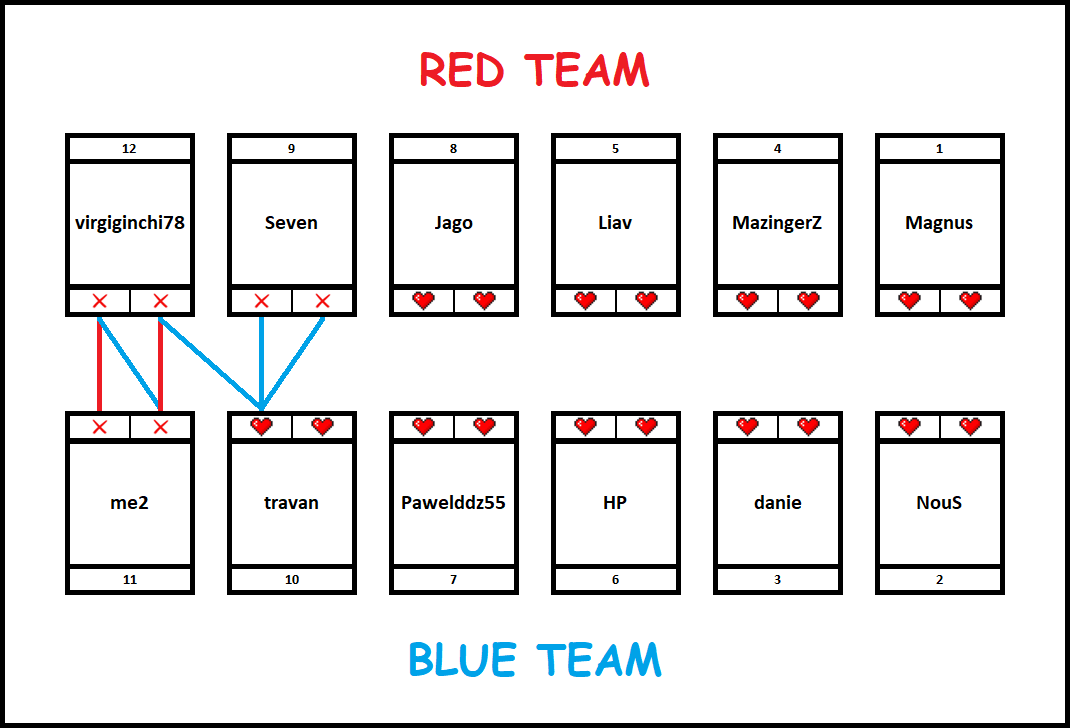 RED TEAM
12 9 8 5 4 1
virgiginchi78 Seven Jago Liav MazingerZ Magnus
me2 travan Pawelddz55 HP danie NouS
11 10 7 6 3 2
BLUE TEAM